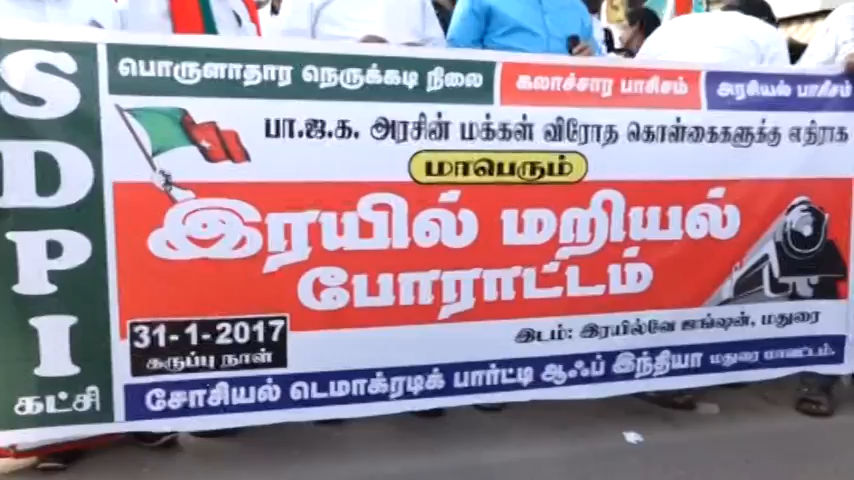 SDPI
கட்சி
பொருளாதார நெருக்கடி நிலை
கலாச்சார பாசிசம்
அரசியல் பாசிசம்
பா.ஜ.க. அரசின் மக்கள் விரோத கொள்கைகளுக்கு எதிராக
மாபெரும்
இரயில் மறியல்
போராட்டம்
31-1-2017
கருப்பு நாள்
இடம்: இரயில்வே ஜங்ஷன், மதுரை
சோசியல் டெமாக்ரடிக் பார்ட்டி ஆஃப் இந்தியா மதுரை மாவட்டம்.